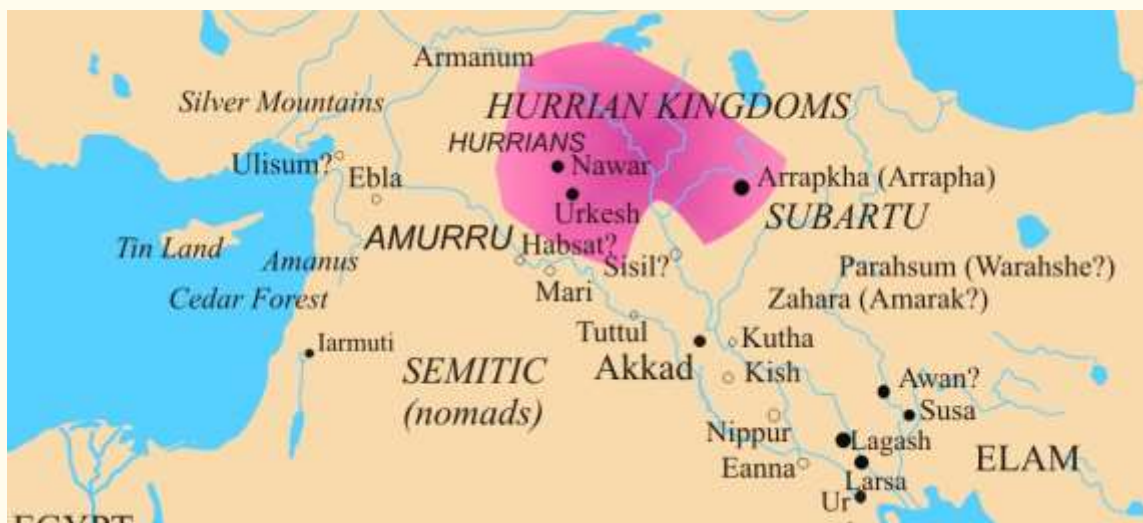 Armanum
Silver Mountains
HURRIAN KINGDOMS
HURRIANS
Ulisum?
Nawar
Ebla
Arrapkha (Arrapha)
Urkesh
SUBARTU
AMURRU
Habsat?
Tin Land
Amanus
Sisil?
Parahsum (Warahshe?)
Cedar Forest
Mari
Zahara (Amarak?)
Tuttul
Kutha
Iarmuti
Akkad
Kish
SEMITIC
(nomads)
Awan?
Susa
Nippur
Lagash
Eanna
ELAM
Larsa
Ur
EGYPT